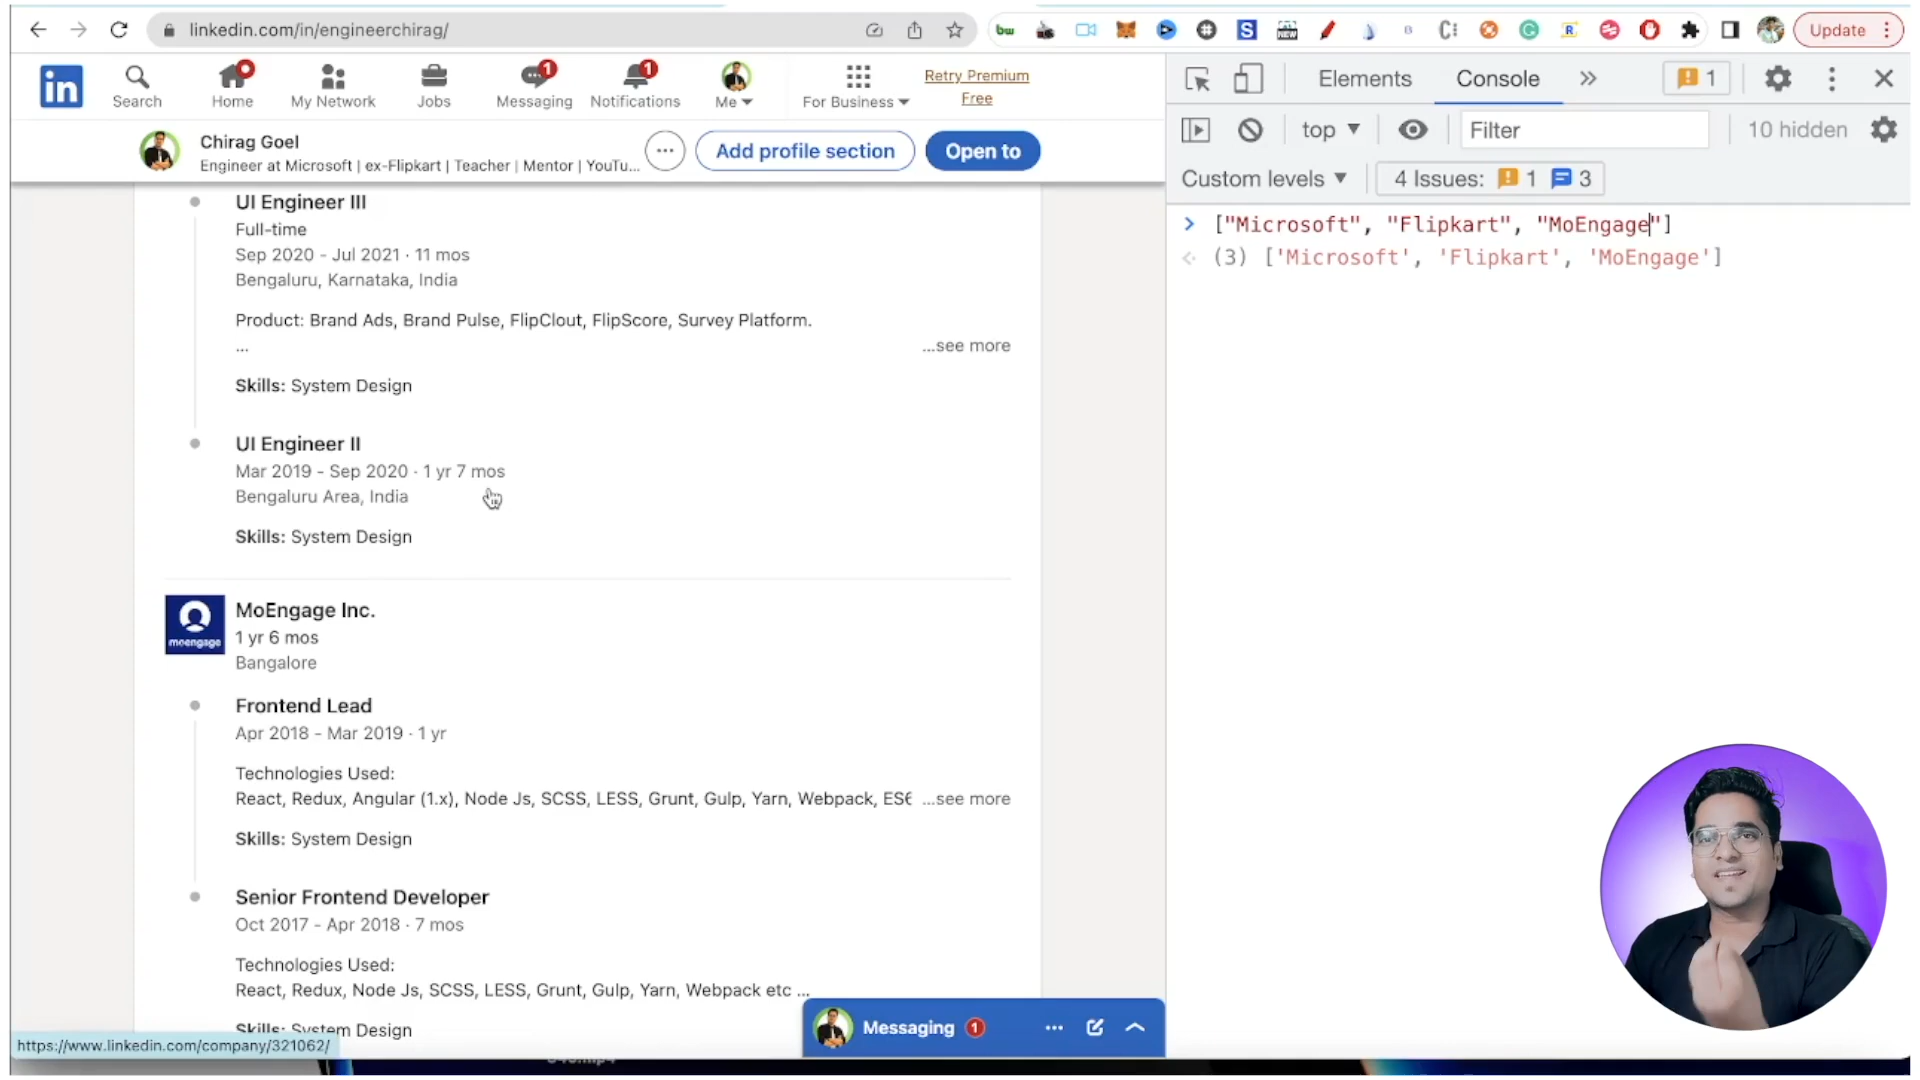 linkedin.com/in/engineerchirag/
Update
in
Search
Home
My Network
Jobs
1
Messaging
1
Notifications
Me
For Business
Retry Premium
Free
Chirag Goel
Engineer at Microsoft | ex-Flipkart | Teacher | Mentor | YouTu...
Add profile section
Open to
UI Engineer III
Full-time
Sep 2020 - Jul 2021 · 11 mos
Bengaluru, Karnataka, India
Product: Brand Ads, Brand Pulse, FlipClout, FlipScore, Survey Platform.
...
...see more
Skills: System Design
UI Engineer II
Mar 2019 - Sep 2020 · 1 yr 7 mos
Bengaluru Area, India
Skills: System Design
moengage
MoEngage Inc.
1 yr 6 mos
Bangalore
Frontend Lead
Apr 2018 - Mar 2019 · 1 yr
Technologies Used:
React, Redux, Angular (1.x), Node Js, SCSS, LESS, Grunt, Gulp, Yarn, Webpack, ...see more
Skills: System Design
Senior Frontend Developer
Oct 2017 - Apr 2018 · 7 mos
Technologies Used:
React, Redux, Node Js, SCSS, LESS, Grunt, Gulp, Yarn, Webpack etc ...
Skills: System Design
Messaging 1
https://www.linkedin.com/company/321062/
Elements
Console
1
top
Filter
10 hidden
Custom levels
4 Issues: 1 3
["Microsoft", "Flipkart", "MoEngage"]
(3) ['Microsoft', 'Flipkart', 'MoEngage']